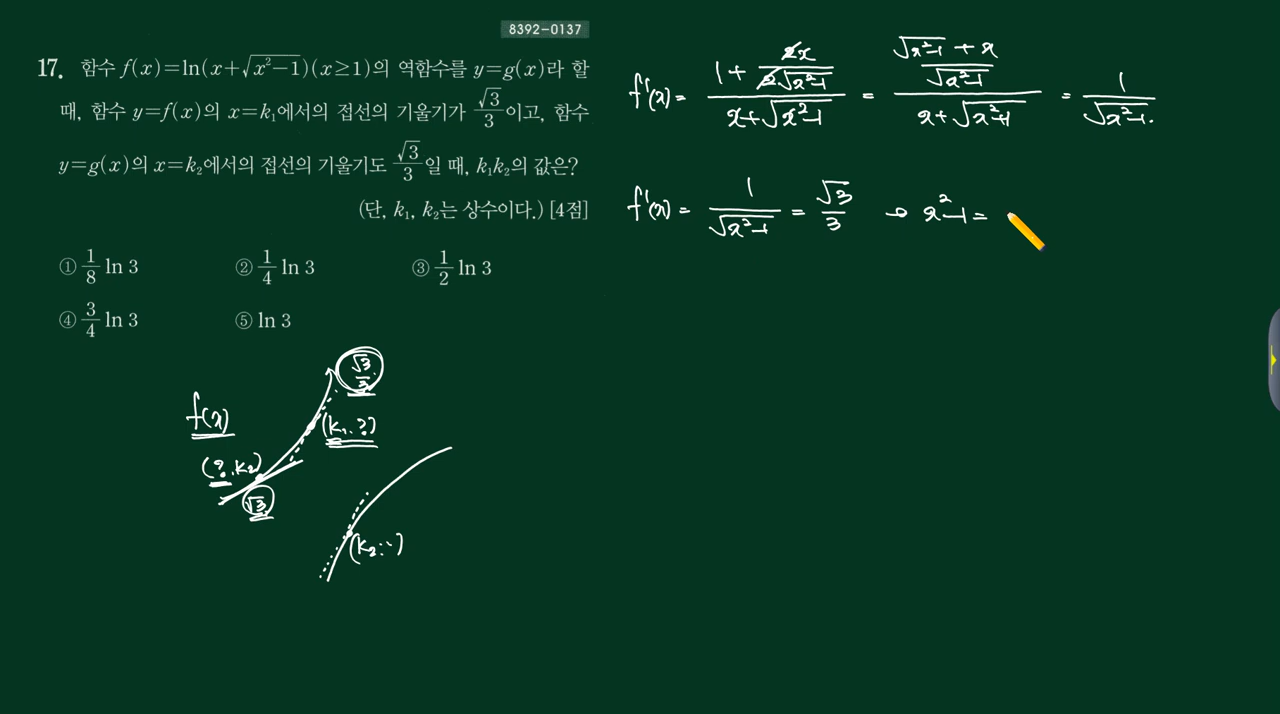 8392-0137
17. 함수 f(x)=ln(x+√(x²−1))(x≥1)의 역함수를 y=g(x)라 할
때, 함수 y=f(x)의 x=k₁에서의 접선의 기울기가 √3/3이고, 함수
y=g(x)의 x=k₂에서의 접선의 기울기도 √3/3일 때, k₁k₂의 값은?
(단, k₁, k₂는 상수이다.) [4점]
① 1/8 ln 3 ② 1/4 ln 3 ③ 1/2 ln 3
④ 3/4 ln 3 ⑤ ln 3
f'(x) = (1 + 2x/(2√(x²−1)))/(x+√(x²−1)) = ((√(x²−1) + x)/√(x²−1))/(x+√(x²+1)) = 1/√(x²−1).
f'(x) = 1/√(x²−1) = √3/3 → x²−1 =
√3/3
f(x)
(k₁, ?)
(?, k₂)
√3
(k₂